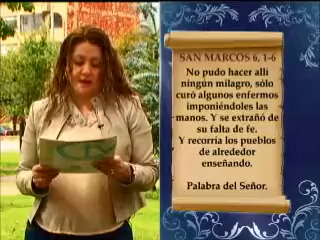 SAN MARCOS 6, 1-6
No pudo hacer allí
ningún milagro, sólo
curó algunos enfermos
imponiéndoles las
manos. Y se extrañó de
su falta de fe.
Y recorría los pueblos
de alrededor
enseñando.
Palabra del Señor.